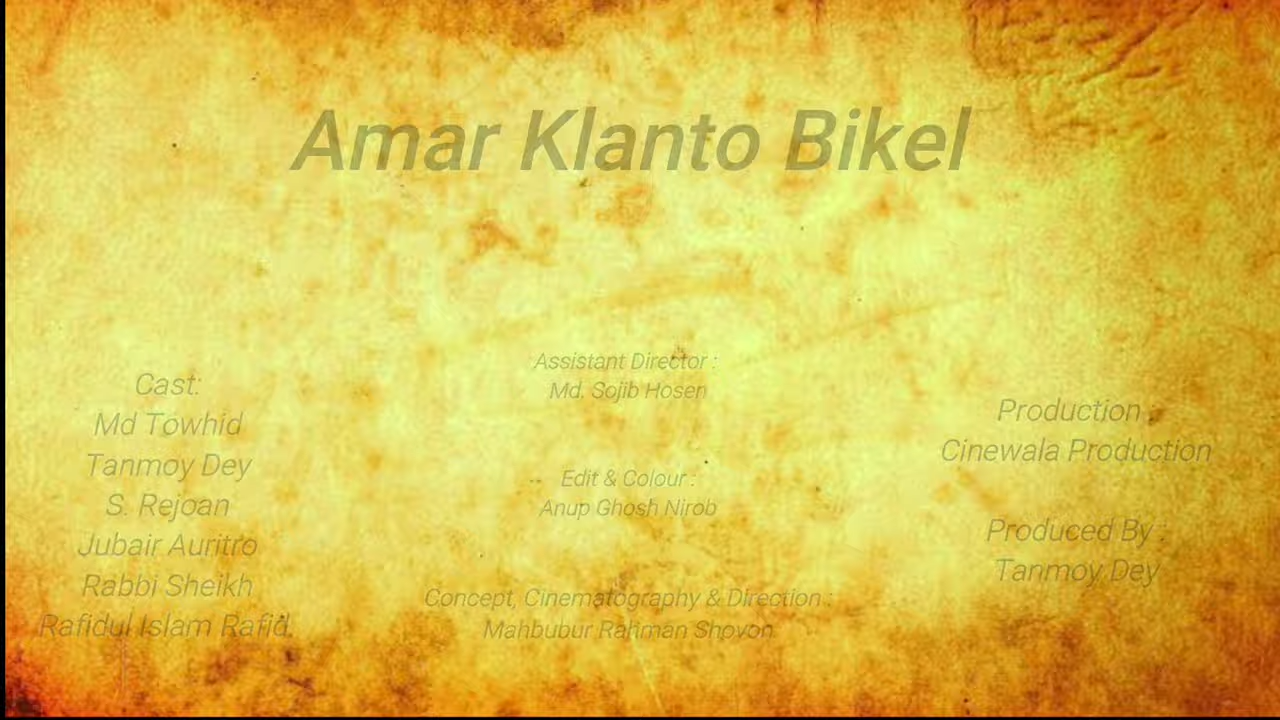 Amar Klanto Bikel
Cast:
Md Towhid
Tanmoy Dey
S. Rejoan
Jubair Auritro
Rabbi Sheikh
Rafidul Islam Rafid.
Assistant Director :
Md. Sojib Hosen
Edit & Colour :
Anup Ghosh Nirob
Concept, Cinematography & Direction :
Mahbubur Rahman Shovon
Production :
Cinewala Production
Produced By :
Tanmoy Dey